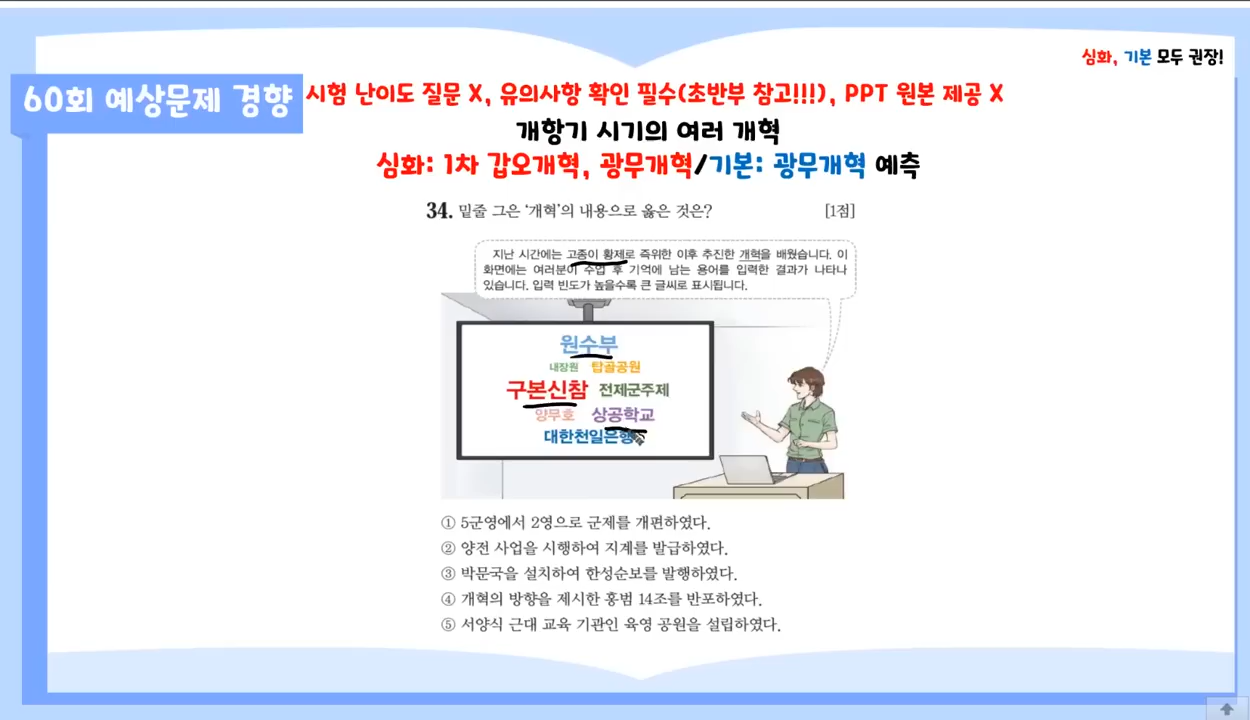 심화, 기본 모두 권장!
60회 예상문제 경향
시험 난이도 질문 X, 유의사항 확인 필수(초반부 참고!!!), PPT 원본 제공 X
개항기 시기의 여러 개혁
심화: 1차 갑오개혁, 광무개혁/기본: 광무개혁 예측
34. 밑줄 그은 ‘개혁’의 내용으로 옳은 것은? [1점]
지난 시간에는 고종이 황제로 즉위한 이후 추진한 개혁을 배웠습니다. 이
화면에는 여러분이 수업 후 기억에 남는 용어를 입력한 결과가 나타나
있습니다. 입력 빈도가 높을수록 큰 글씨로 표시됩니다.
원수부
내장원 탑골공원
구본신참 전제군주제
양무호 상공학교
대한천일은행
① 5군영에서 2영으로 군제를 개편하였다.
② 양전 사업을 시행하여 지계를 발급하였다.
③ 박문국을 설치하여 한성순보를 발행하였다.
④ 개혁의 방향을 제시한 홍범 14조를 반포하였다.
⑤ 서양식 근대 교육 기관인 육영 공원을 설립하였다.